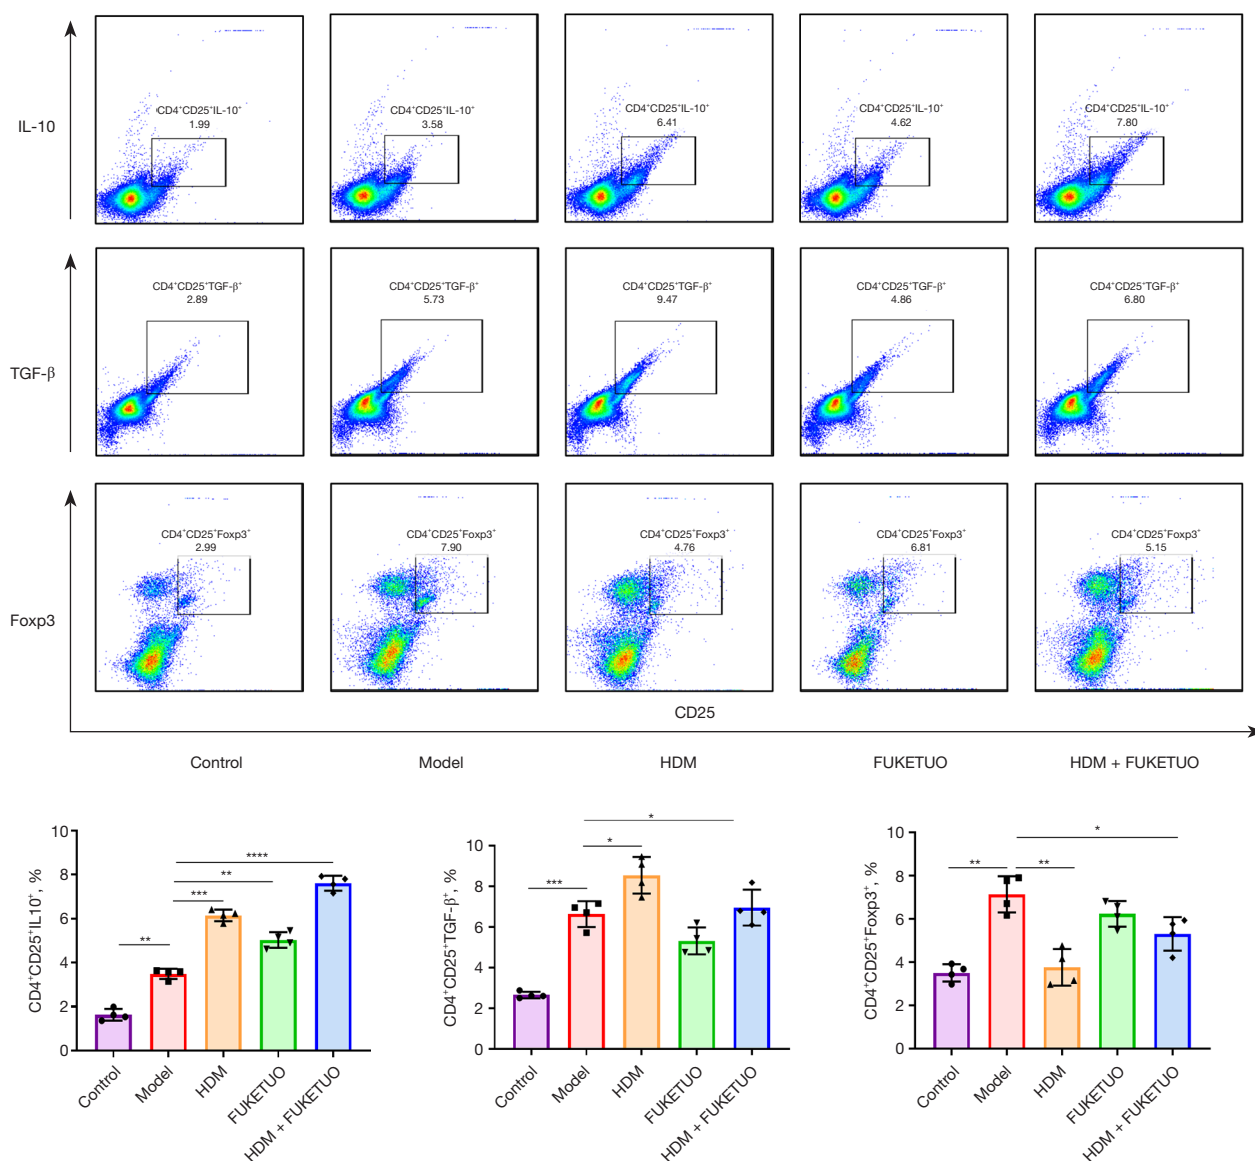 IL-10
CD4⁺CD25⁺IL-10⁺
1.99
CD4⁺CD25⁺IL-10⁺
3.58
CD4⁺CD25⁺IL-10⁺
6.41
CD4⁺CD25⁺IL-10⁺
4.62
CD4⁺CD25⁺IL-10⁺
7.80
TGF-β
CD4⁺CD25⁺TGF-β⁺
2.89
CD4⁺CD25⁺TGF-β⁺
5.73
CD4⁺CD25⁺TGF-β⁺
9.47
CD4⁺CD25⁺TGF-β⁺
4.86
CD4⁺CD25⁺TGF-β⁺
6.80
Foxp3
CD4⁺CD25⁺Foxp3⁺
2.99
CD4⁺CD25⁺Foxp3⁺
7.90
CD4⁺CD25⁺Foxp3⁺
4.76
CD4⁺CD25⁺Foxp3⁺
6.81
CD4⁺CD25⁺Foxp3⁺
5.15
CD25
Control
Model
HDM
FUKETUO
HDM + FUKETUO
CD4⁺CD25⁺IL10⁺, %
10
8
6
4
2
0
****
**
***
**
Control
Model
HDM
FUKETUO
HDM + FUKETUO
CD4⁺CD25⁺TGF-β⁺, %
10
8
6
4
2
0
*
*
***
Control
Model
HDM
FUKETUO
HDM + FUKETUO
CD4⁺CD25⁺Foxp3⁺, %
10
8
6
4
2
0
*
**
**
Control
Model
HDM
FUKETUO
HDM + FUKETUO